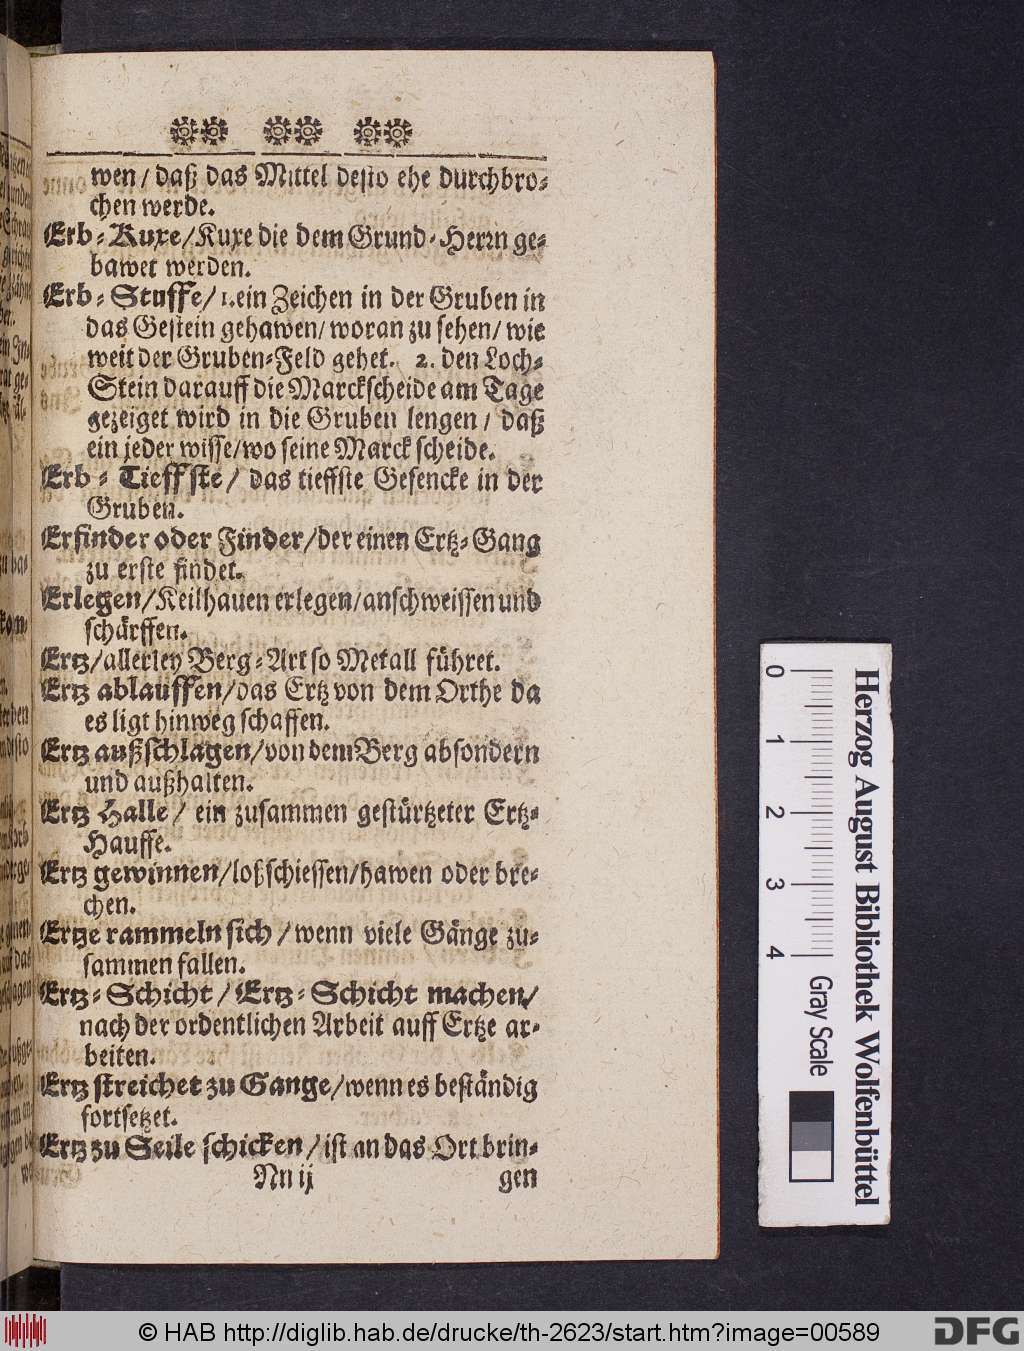 wen / daß das Mittel desto ehe durchbro-
chen werde.
Erb-Kuxe/Kuxe die dem Grund-Herrn ge-
bawet werden.
Erb-Stuffe/ 1. ein Zeichen in der Gruben in
das Gestein gehawen/ woran zu sehen/ wie
weit der Gruben-Feld gehet. 2. den Loch-
Stein darauff die Marckscheide am Tage
gezeiget wird in die Gruben lengen / daß
ein jeder wisse/wo seine Marck scheide.
Erb-Tieffste / das tieffste Gesencke in der
Gruben.
Erfinder oder Finder/der einen Ertz-Gang
zu erste findet.
Erlegen/Keilhauen erlegen/anschweissen und
schärffen.
Ertz/allerley Berg-Art so Metall führet.
Ertz ablauffen/das Ertz von dem Orthe da
es ligt hinweg schaffen.
Ertz außschlagen/von dem Berg absondern
und außhalten.
Ertz Halle / ein zusammen gestürtzeter Ertz-
Hauffe.
Ertz gewinnen/loßschiessen/hawen oder bre-
chen.
Ertze rammeln sich / wenn viele Gänge zu-
sammen fallen.
Ertz-Schicht / Ertz-Schicht machen/
nach der ordentlichen Arbeit auff Ertze ar-
beiten.
Ertz streichet zu Gange/wenn es beständig
fortsetzet.
Ertz zu Seile schicken / ist an das Ort brin-
Nn ij gen
Herzog August Bibliothek Wolfenbüttel
0 1 2 3 4 Gray Scale
© HAB http://diglib.hab.de/drucke/th-2623/start.htm?image=00589
DFG